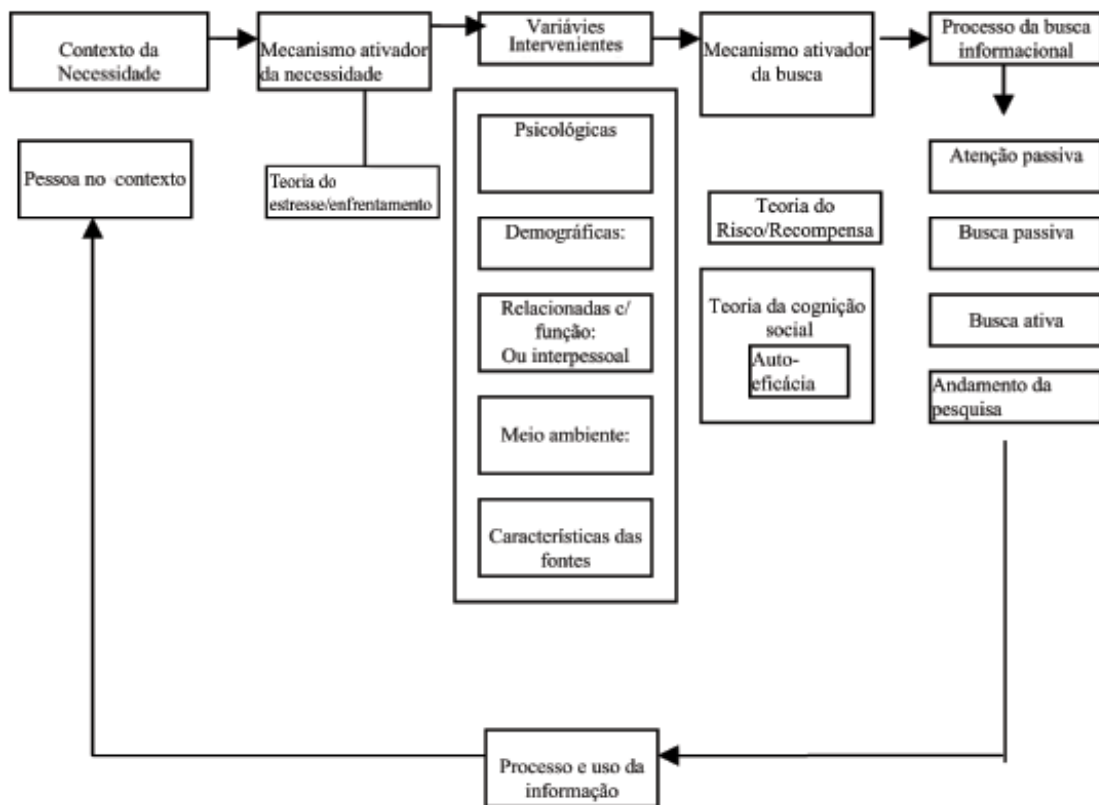 Contexto da
Necessidade
Mecanismo ativador
da necessidade
Variávies
Intervenientes
Mecanismo ativador
da busca
Processo da busca
informacional
Pessoa no contexto
Teoria do
estresse/enfrentamento
Psicológicas
Demográficas:
Relacionadas c/
função:
Ou interpessoal
Meio ambiente:
Característícas das
fontes
Teoria do
Risco/Recompensa
Teoria da cognição
social
Auto-
eficácia
Atenção passiva
Busca passiva
Busca ativa
Andamento da
pesquisa
Processo e uso da
informação